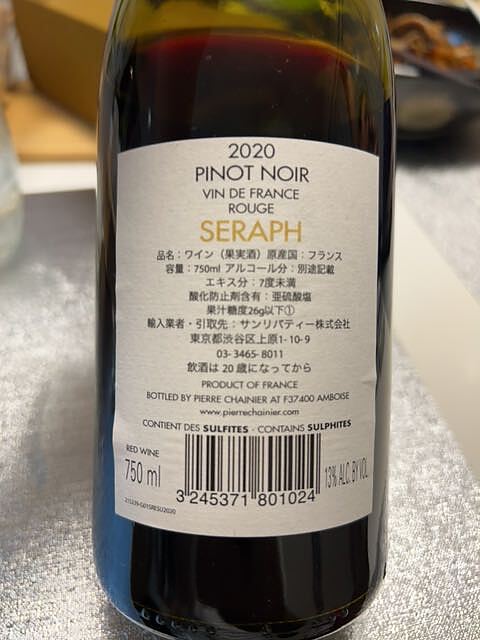 2020
PINOT NOIR
VIN DE FRANCE
ROUGE
SERAPH
品名：ワイン（果実酒）原産国：フランス
容量：750ml アルコール分：別途記載
エキス分：7度未満
酸化防止剤含有：亜硫酸塩
果汁糖度26g以下①
輸入業者・引取先：サンリバティー株式会社
東京都渋谷区上原1-10-9
03-3465-8011
飲酒は20歳になってから
PRODUCT OF FRANCE
BOTTLED BY PIERRE CHAINIER AT F37400 AMBOISE
www.pierrechainier.com
CONTIENT DES SULFITES - CONTAINS SULPHITES
RED WINE
750 ml
13% ALC. BY VOL
3 245371 801024